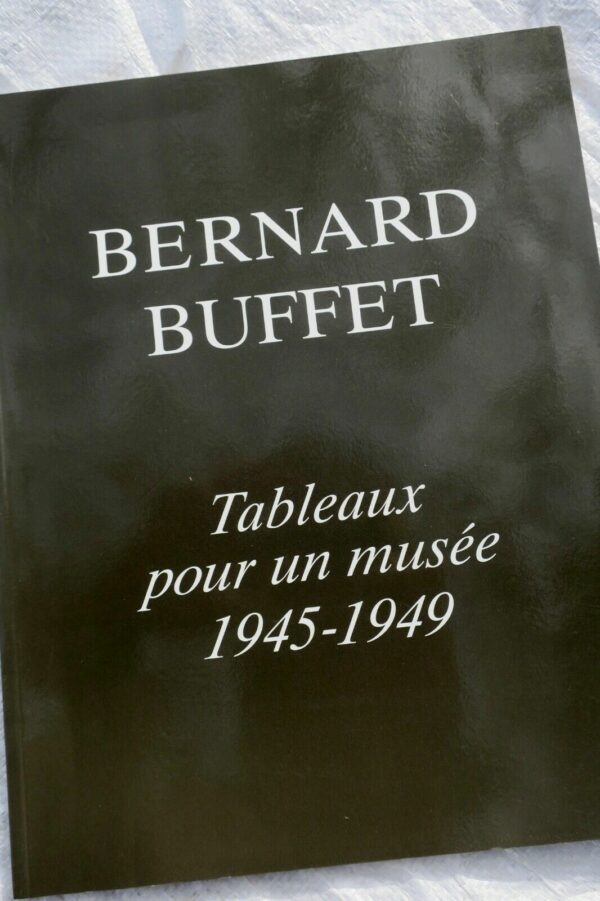 BERNARD
BUFFET
Tableaux
pour un musée
1945-1949